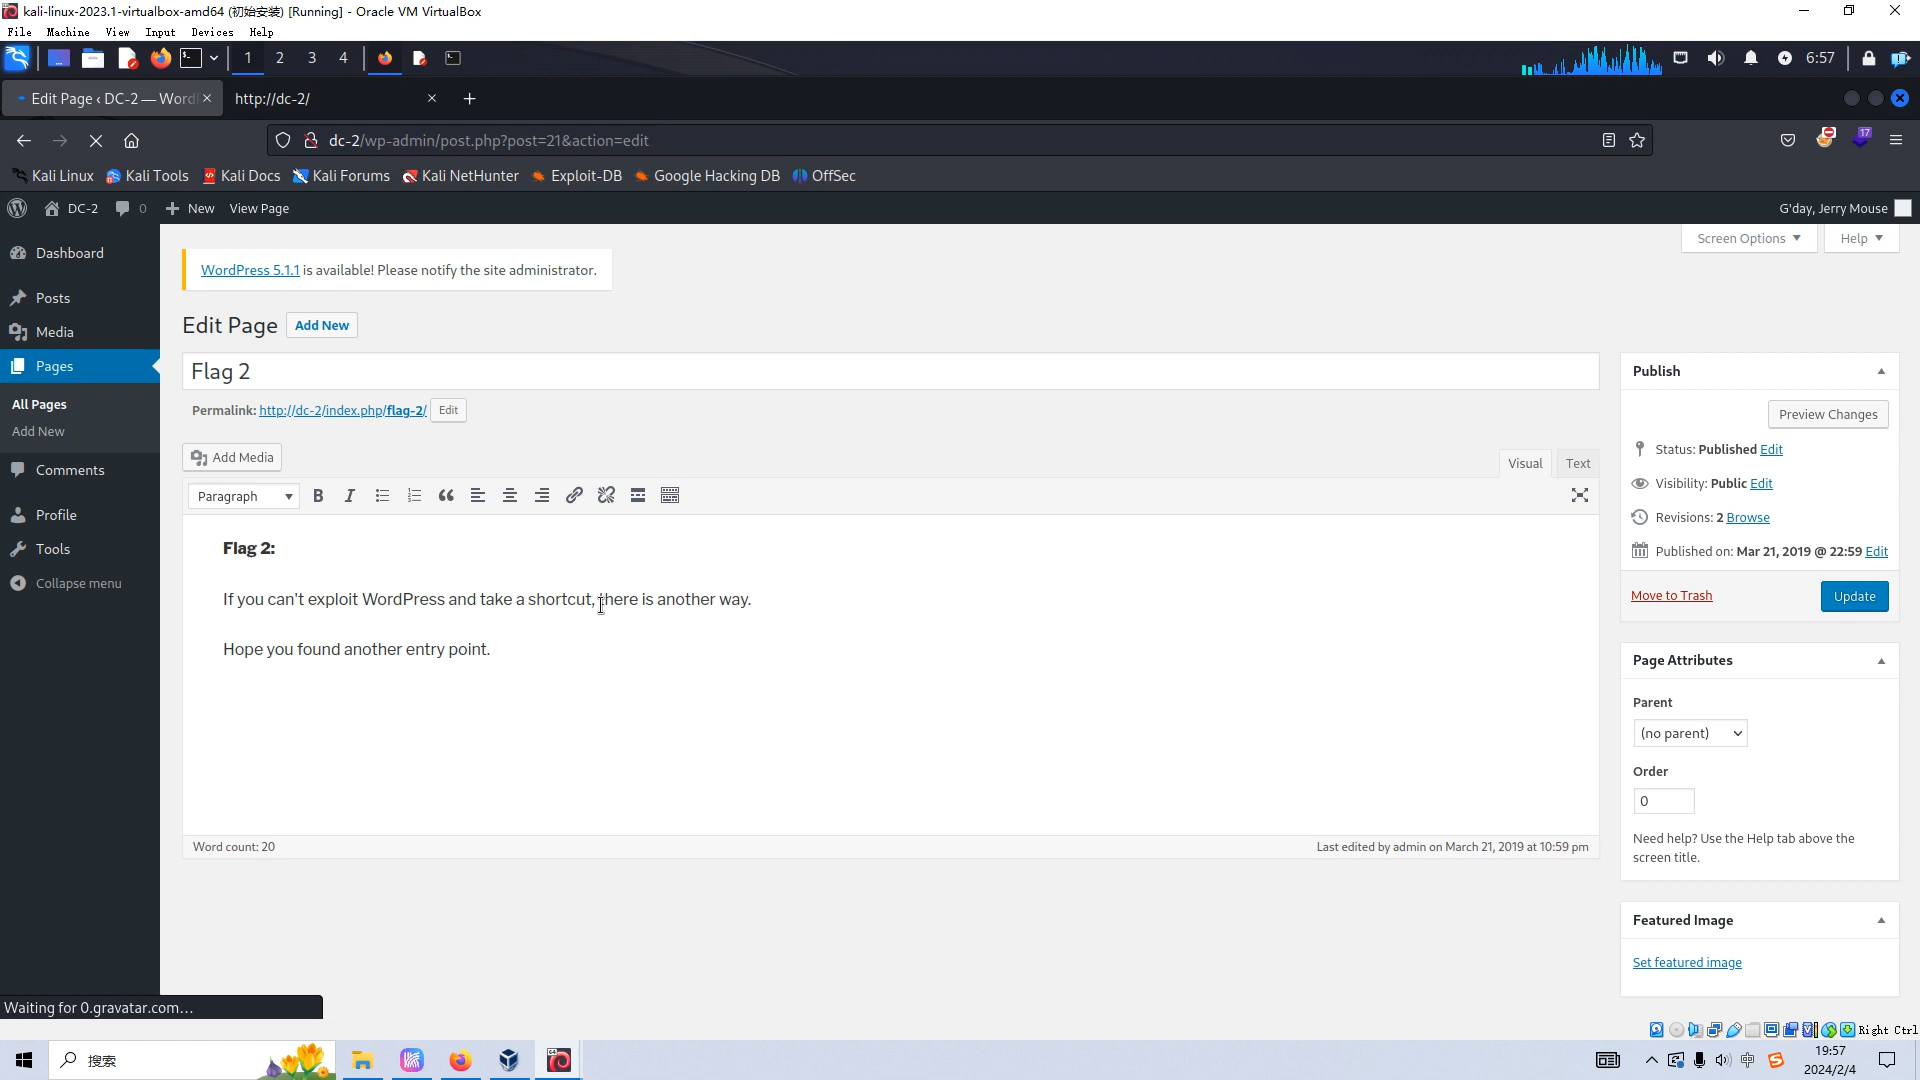 kali-linux-2023.1-virtualbox-amd64 (初始安装) [Running] - Oracle VM VirtualBox
File Machine View Input Devices Help
1 2 3 4
6:57
Edit Page ‹ DC-2 — WordP
http://dc-2/
dc-2/wp-admin/post.php?post=21&action=edit
17
Kali Linux Kali Tools Kali Docs Kali Forums Kali NetHunter Exploit-DB Google Hacking DB OffSec
DC-2 0 New View Page
G'day, Jerry Mouse
Screen Options Help
Dashboard
Posts
Media
Pages
All Pages
Add New
Comments
Profile
Tools
Collapse menu
WordPress 5.1.1 is available! Please notify the site administrator.
Edit Page Add New
Flag 2
Permalink: http://dc-2/index.php/flag-2/ Edit
Add Media
Visual Text
Paragraph
Flag 2:
If you can't exploit WordPress and take a shortcut, there is another way.
Hope you found another entry point.
Word count: 20
Last edited by admin on March 21, 2019 at 10:59 pm
Publish
Preview Changes
Status: Published Edit
Visibility: Public Edit
Revisions: 2 Browse
Published on: Mar 21, 2019 @ 22:59 Edit
Move to Trash Update
Page Attributes
Parent
(no parent)
Order
0
Need help? Use the Help tab above the
screen title.
Featured Image
Set featured image
Waiting for 0.gravatar.com…
Right Ctrl
搜索
中
19:57
2024/2/4